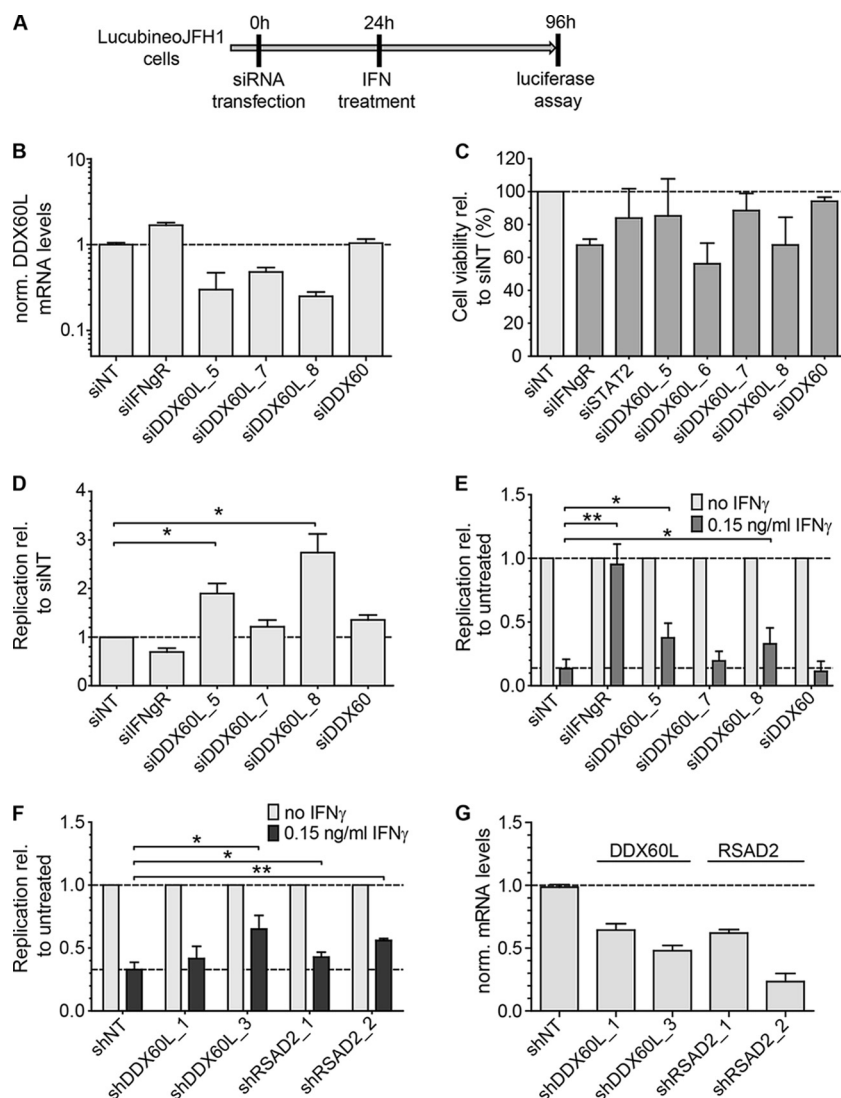 A
0h
24h
96h
LucubineoJFH1
cells
siRNA
transfection
IFN
treatment
luciferase
assay
B
norm. DDX60L
mRNA levels
10
1
0.1
siNT
siIFNgR
siDDX60L_5
siDDX60L_7
siDDX60L_8
siDDX60
C
Cell viability rel.
to siNT (%)
120
100
80
60
40
20
0
siNT
siIFNgR
siSTAT2
siDDX60L_5
siDDX60L_6
siDDX60L_7
siDDX60L_8
siDDX60
D
Replication rel.
to siNT
4
3
2
1
0
*
*
siNT
siIFNgR
siDDX60L_5
siDDX60L_7
siDDX60L_8
siDDX60
E
Replication rel.
to untreated
1.5
1.0
0.5
0.0
no IFNγ
0.15 ng/ml IFNγ
*
**
*
siNT
siIFNgR
siDDX60L_5
siDDX60L_7
siDDX60L_8
siDDX60
F
Replication rel.
to untreated
1.5
1.0
0.5
0.0
no IFNγ
0.15 ng/ml IFNγ
*
*
**
shNT
shDDX60L_1
shDDX60L_3
shRSAD2_1
shRSAD2_2
G
norm. mRNA levels
1.5
1.0
0.5
0.0
DDX60L
RSAD2
shNT
shDDX60L_1
shDDX60L_3
shRSAD2_1
shRSAD2_2